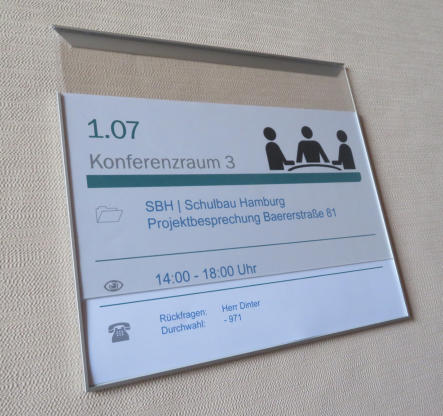 1.07
Konferenzraum 3
SBH | Schulbau Hamburg
Projektbesprechung Baererstraße 81
14:00 - 18:00 Uhr
Rückfragen: Herr Dinter
Durchwahl: - 971